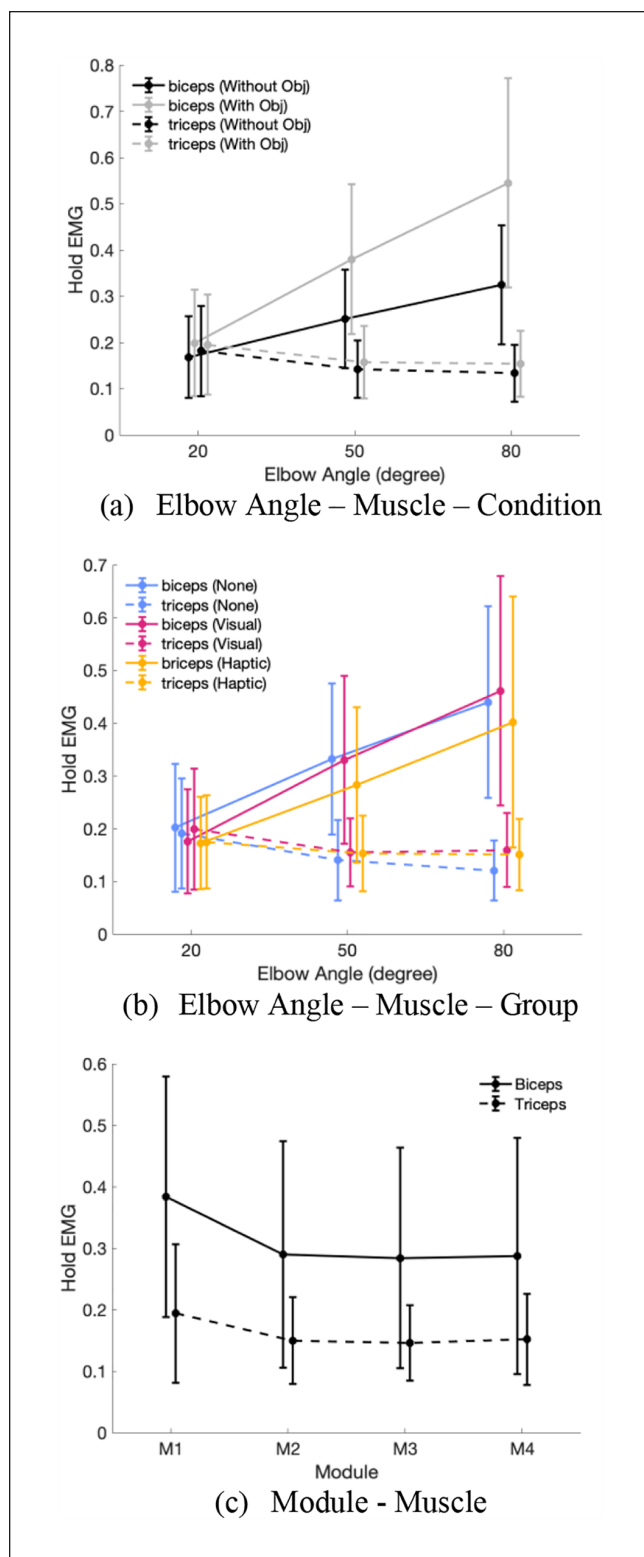 0.8
biceps (Without Obj)
biceps (With Obj)
triceps (Without Obj)
triceps (With Obj)
0.7
0.6
0.5
0.4
0.3
0.2
0.1
0
Hold EMG
20 50 80
Elbow Angle (degree)
(a) Elbow Angle – Muscle – Condition
0.7
biceps (None)
triceps (None)
biceps (Visual)
triceps (Visual)
briceps (Haptic)
triceps (Haptic)
0.6
0.5
0.4
0.3
0.2
0.1
0
Hold EMG
20 50 80
Elbow Angle (degree)
(b) Elbow Angle – Muscle – Group
0.6
Biceps
Triceps
0.5
0.4
0.3
0.2
0.1
0
Hold EMG
M1 M2 M3 M4
Module
(c) Module - Muscle